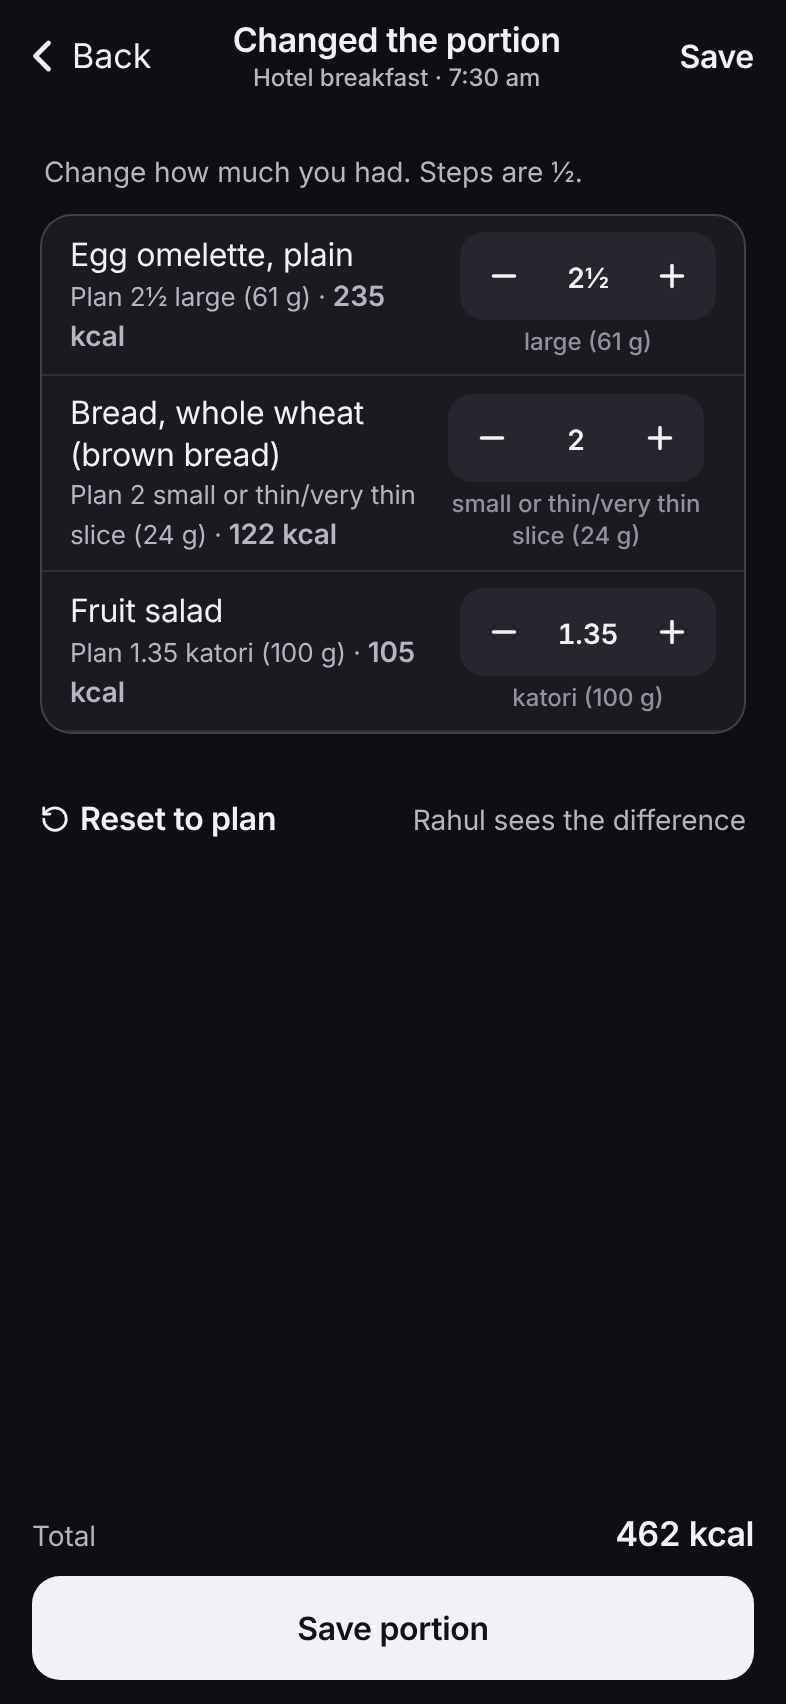 Back
Changed the portion
Save
Hotel breakfast · 7:30 am
Change how much you had. Steps are ½.
Egg omelette, plain
Plan 2½ large (61 g) · 235
kcal
− 2½ +
large (61 g)
Bread, whole wheat
(brown bread)
Plan 2 small or thin/very thin
slice (24 g) · 122 kcal
− 2 +
small or thin/very thin
slice (24 g)
Fruit salad
Plan 1.35 katori (100 g) · 105
kcal
− 1.35 +
katori (100 g)
Reset to plan
Rahul sees the difference
Total
462 kcal
Save portion